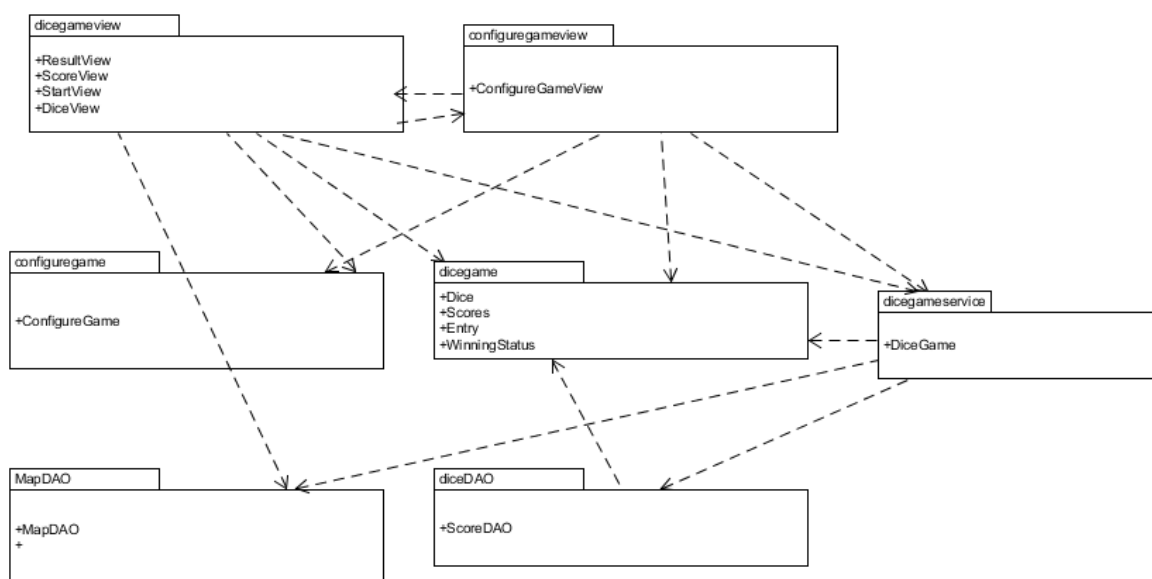 dicegameview
+ResultView
+ScoreView
+StartView
+DiceView
configuregameview
+ConfigureGameView
configuregame
+ConfigureGame
dicegame
+Dice
+Scores
+Entry
+WinningStatus
dicegameservice
+DiceGame
MapDAO
+MapDAO
+
diceDAO
+ScoreDAO